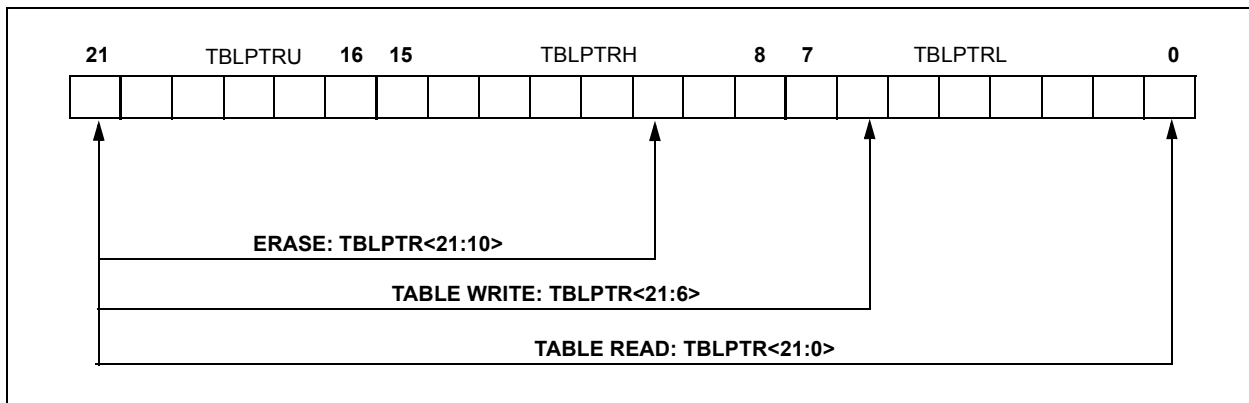 21 TBLPTRU 16 15 TBLPTRH 8 7 TBLPTRL 0
ERASE: TBLPTR<21:10>
TABLE WRITE: TBLPTR<21:6>
TABLE READ: TBLPTR<21:0>